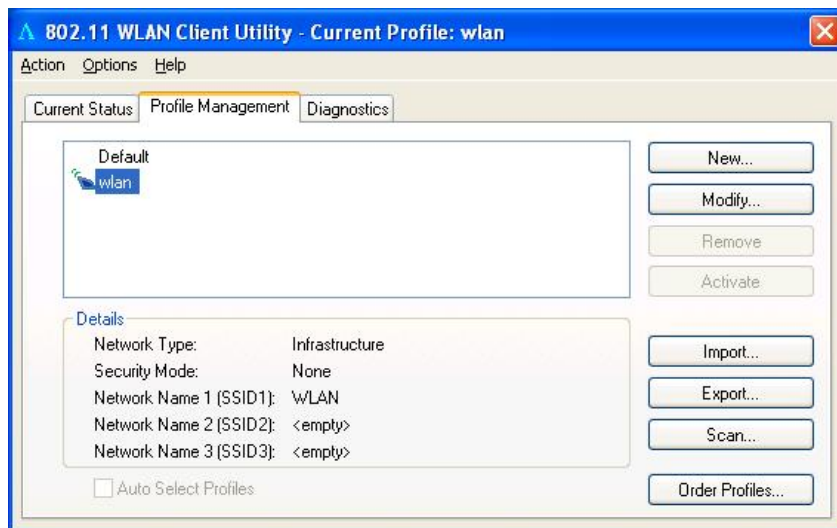 802.11 WLAN Client Utility - Current Profile: wlan
Action Options Help
Current Status Profile Management Diagnostics
Default
wlan
New...
Modify...
Remove
Activate
Details
Network Type: Infrastructure
Security Mode: None
Network Name 1 (SSID1): WLAN
Network Name 2 (SSID2): <empty>
Network Name 3 (SSID3): <empty>
Import...
Export...
Scan...
Auto Select Profiles
Order Profiles...